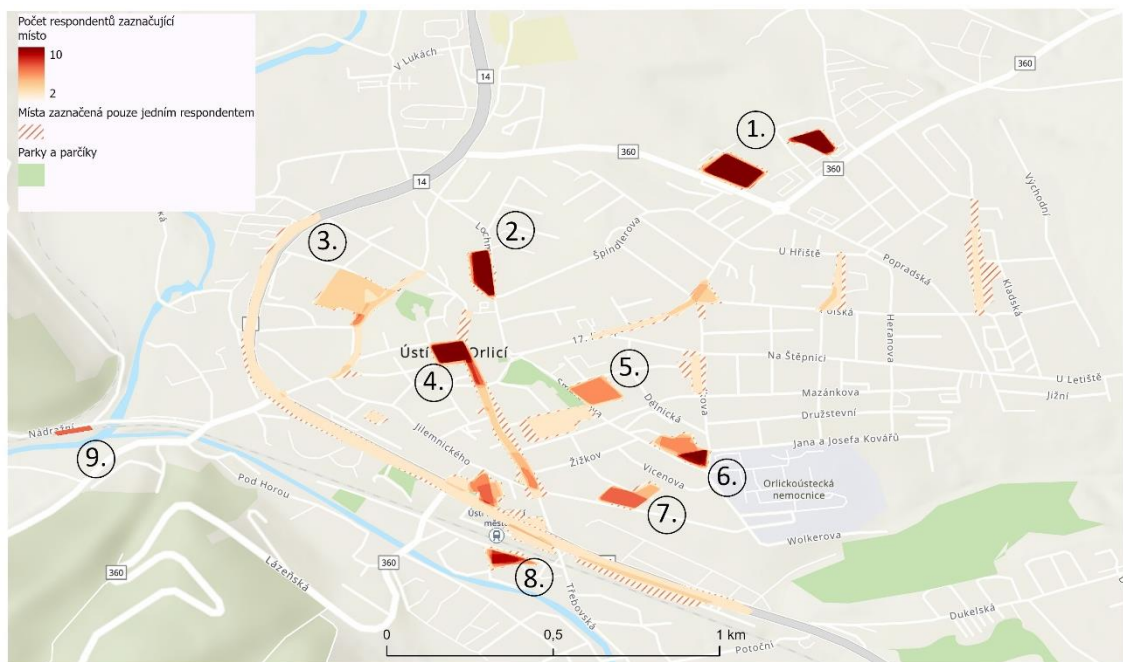 Počet respondentů zaznačující
místo
10
2
Místa zaznačená pouze jedním respondentem
Parky a parčíky
V Lukách
14
360
1.
360
360
14
Východní
2.
Špindlerova
3.
U Hřiště
Popradská
Kladská
Polská
Heranova
17.
Ústí
Orlicí
Na Štěpnici
4.
5.
U Letiště
Jižní
Mazánkova
Dělnická
Družstevní
Jilemnického
Jana a Josefa Kovářů
Nádražní
9.
Žižkov
6.
Vicenova
Orlickoústecká
nemocnice
Pod Horou
7.
město
Wolkerova
360
360
Lázeňská
8.
Třebovská
Dukelská
0
0,5
1 km
Potoční